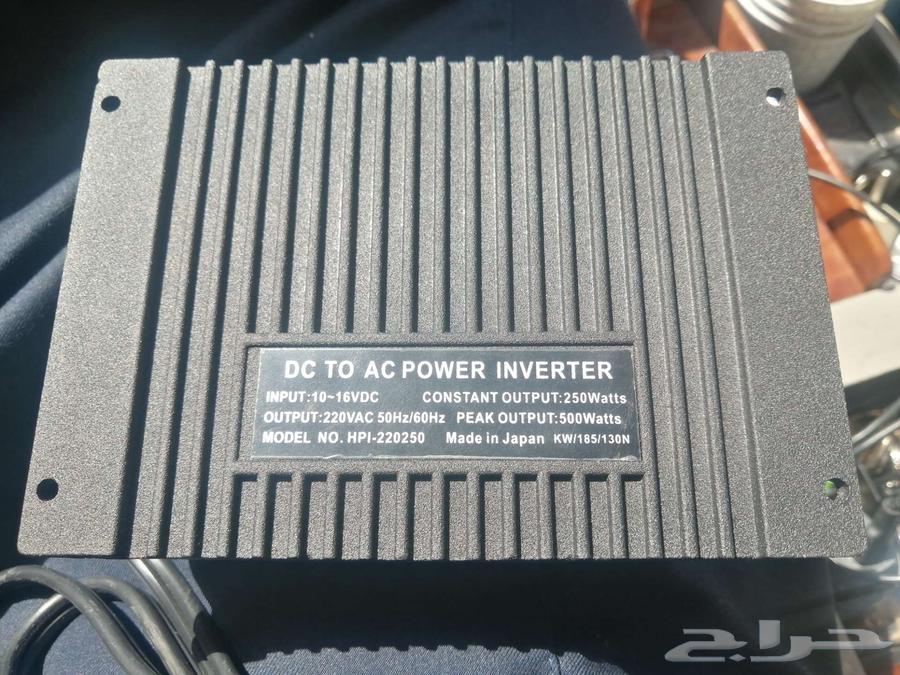 DC TO AC POWER INVERTER
INPUT:10~16VDC CONSTANT OUTPUT:250Watts
OUTPUT:220VAC 50Hz/60Hz PEAK OUTPUT:500Watts
MODEL NO. HPI-220250 Made in Japan KW/185/130N
حراج